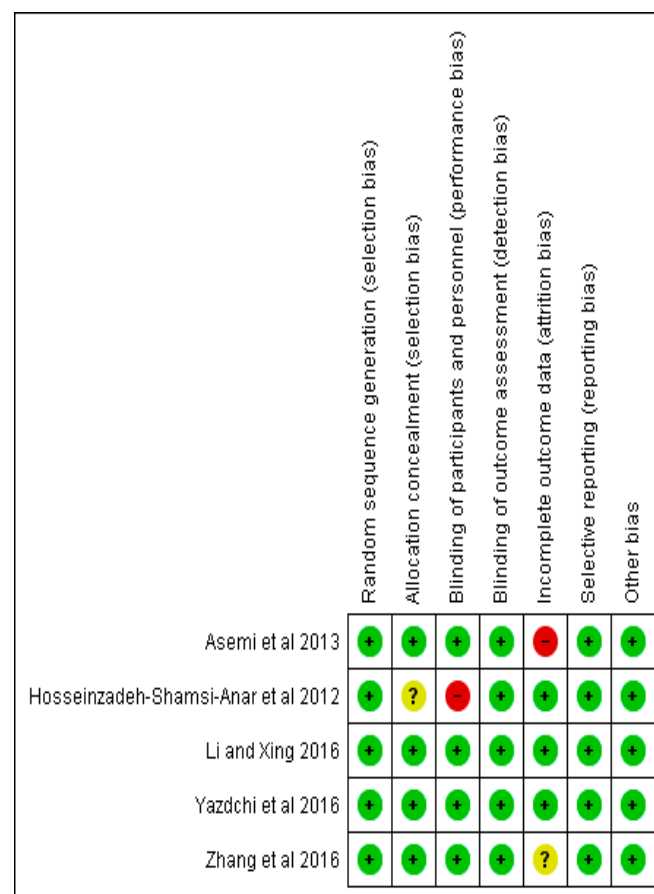 Random sequence generation (selection bias)
Allocation concealment (selection bias)
Blinding of participants and personnel (performance bias)
Blinding of outcome assessment (detection bias)
Incomplete outcome data (attrition bias)
Selective reporting (reporting bias)
Other bias
Asemi et al 2013 + + + + - + +
Hosseinzadeh-Shamsi-Anar et al 2012 + ? - + + + +
Li and Xing 2016 + + + + + + +
Yazdchi et al 2016 + + + + + + +
Zhang et al 2016 + + + + ? + +